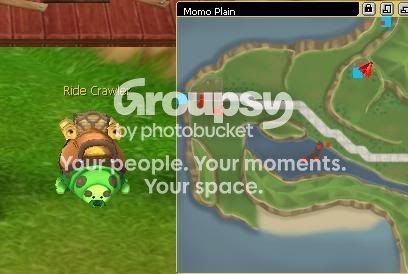 Momo Plain
Ride Crawler
Groupsy
by photobucket
Your people. Your moments.
Your space.